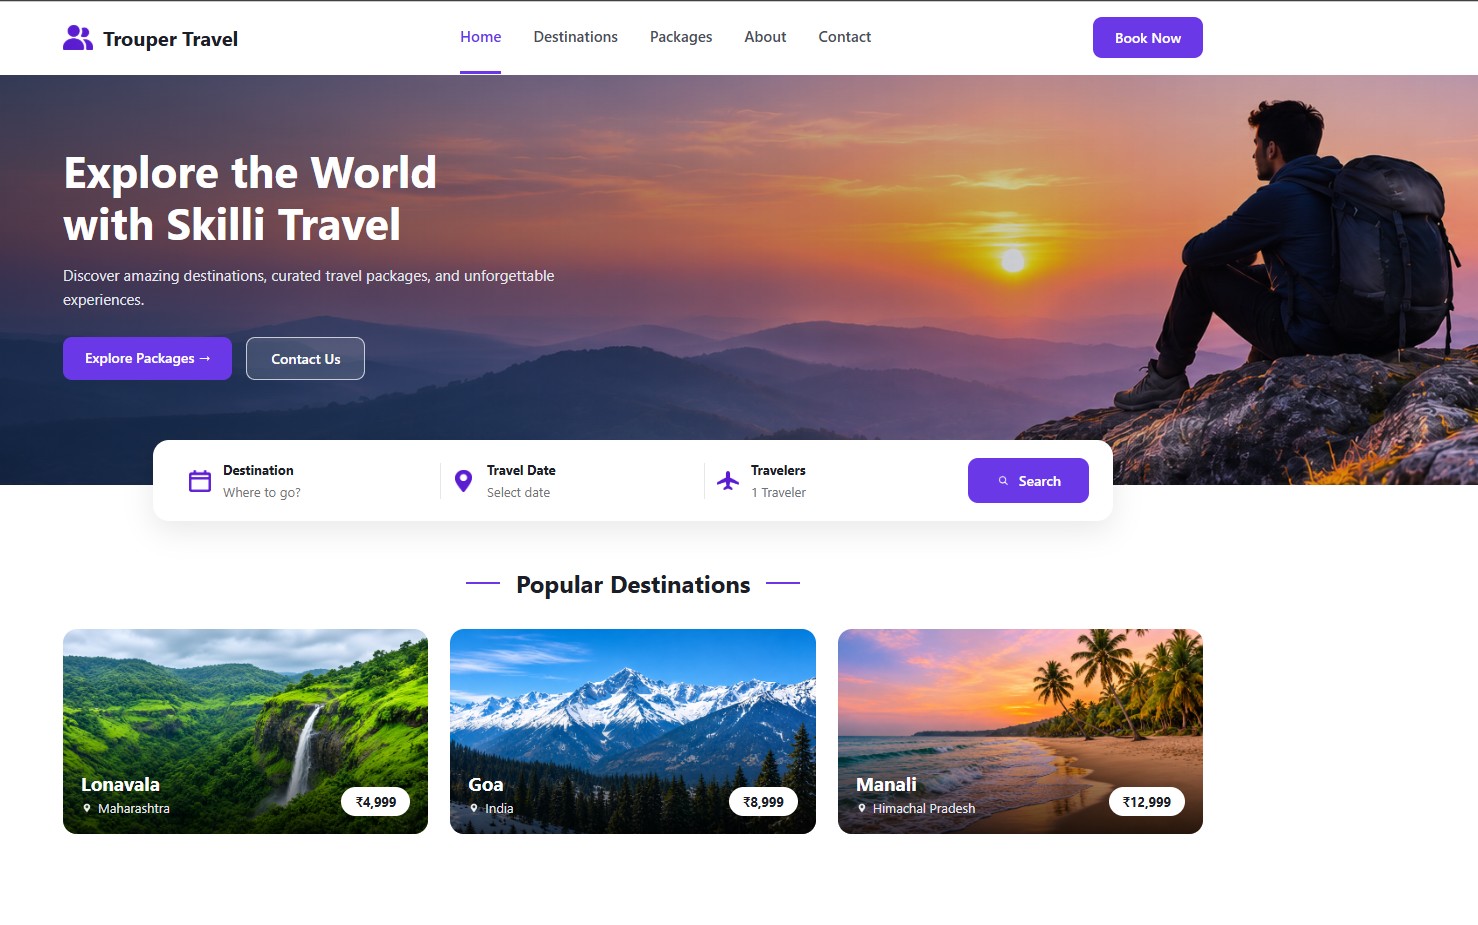 Trouper Travel
Home
Destinations
Packages
About
Contact
Book Now
Explore the World
with Skilli Travel
Discover amazing destinations, curated travel packages, and unforgettable
experiences.
Explore Packages →
Contact Us
Destination
Where to go?
Travel Date
Select date
Travelers
1 Traveler
Search
Popular Destinations
Lonavala
Maharashtra
₹4,999
Goa
India
₹8,999
Manali
Himachal Pradesh
₹12,999